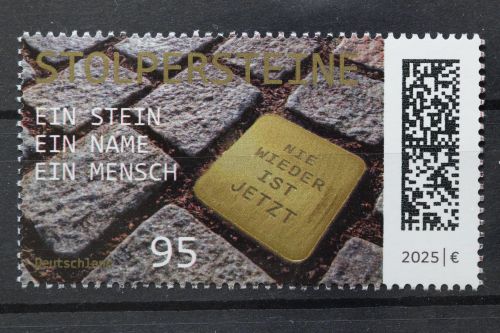 STOLPERSTEINE
EIN STEIN
EIN NAME
EIN MENSCH
NIE
WIEDER
IST
JETZT
Deutschland
95
2025|€